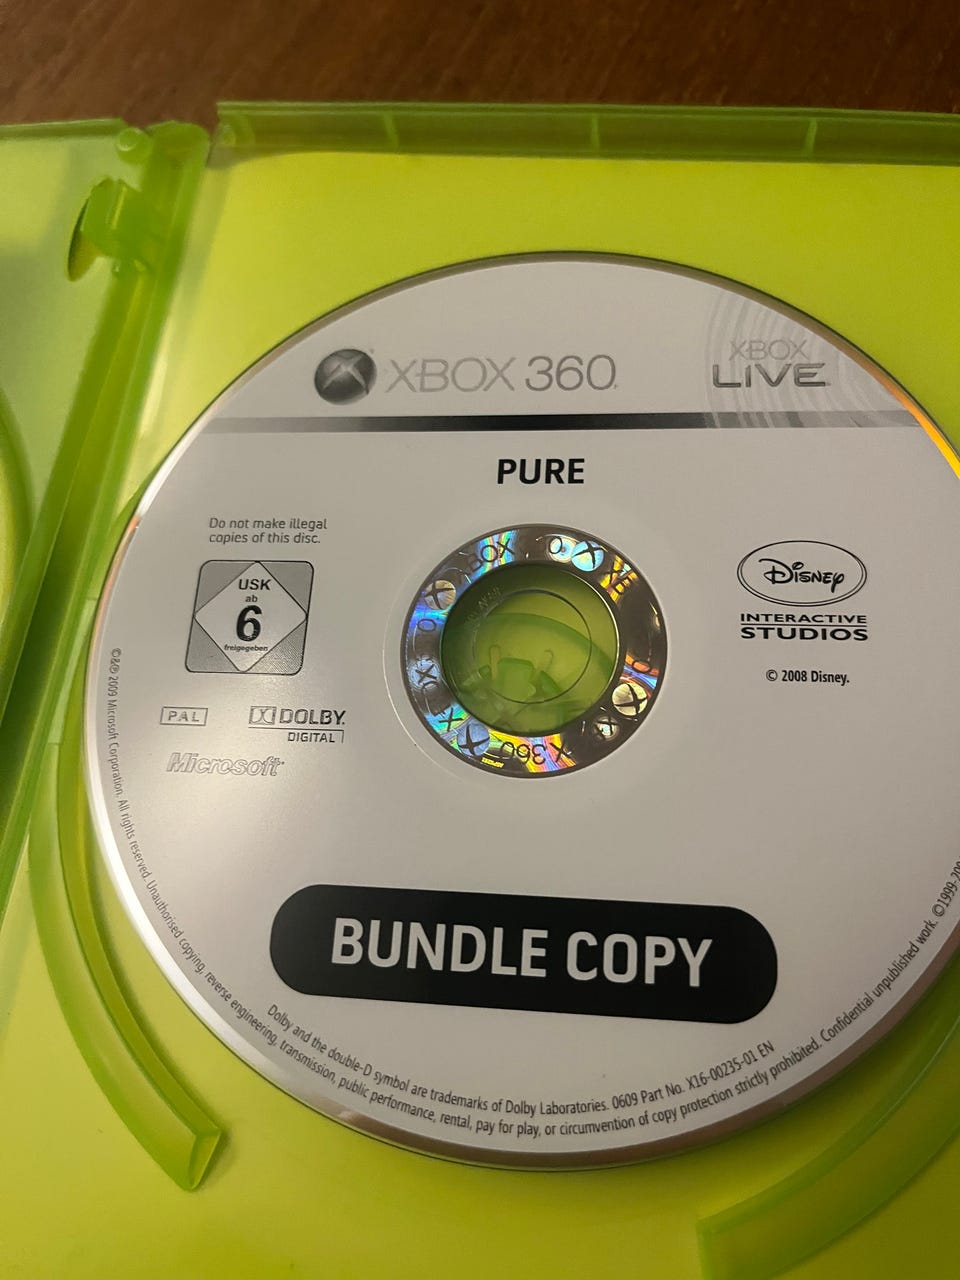 XBOX 360
XBOX
LIVE
PURE
Do not make illegal
copies of this disc.
USK
ab
6
freigegeben
PAL
DOLBY
DIGITAL
Microsoft
Disney
INTERACTIVE
STUDIOS
© 2008 Disney.
XBOX 360
BUNDLE COPY
Dolby and the double-D symbol are trademarks of Dolby Laboratories. 0609 Part No. X16-00235-01 EN
©&℗ 2009 Microsoft Corporation. All rights reserved. Unauthorised copying, reverse engineering, transmission, public performance, rental, pay for play, or circumvention of copy protection strictly prohibited. Confidential unpublished work. ©1999-200